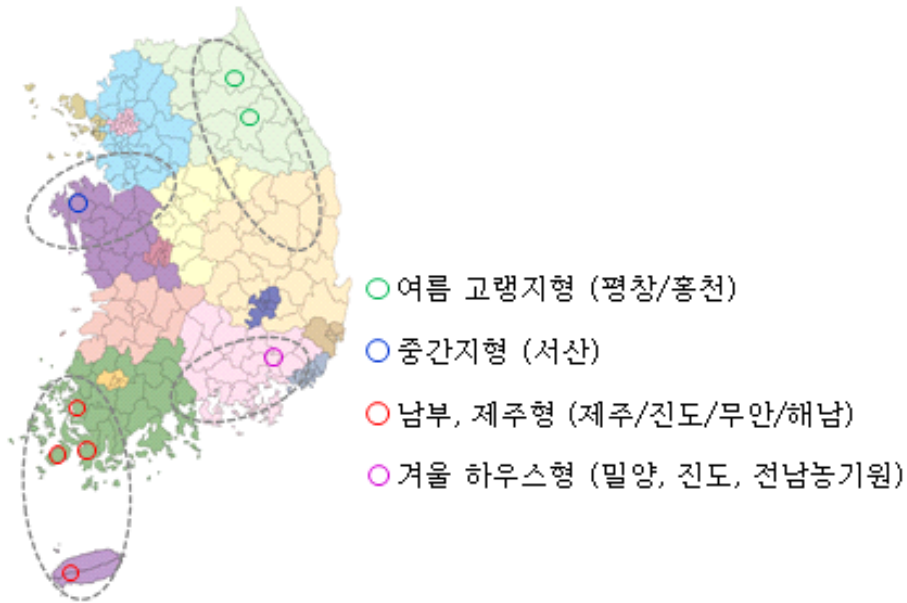 여름 고랭지형 (평창/홍천)
중간지형 (서산)
남부, 제주형 (제주/진도/무안/해남)
겨울 하우스형 (밀양, 진도, 전남농기원)